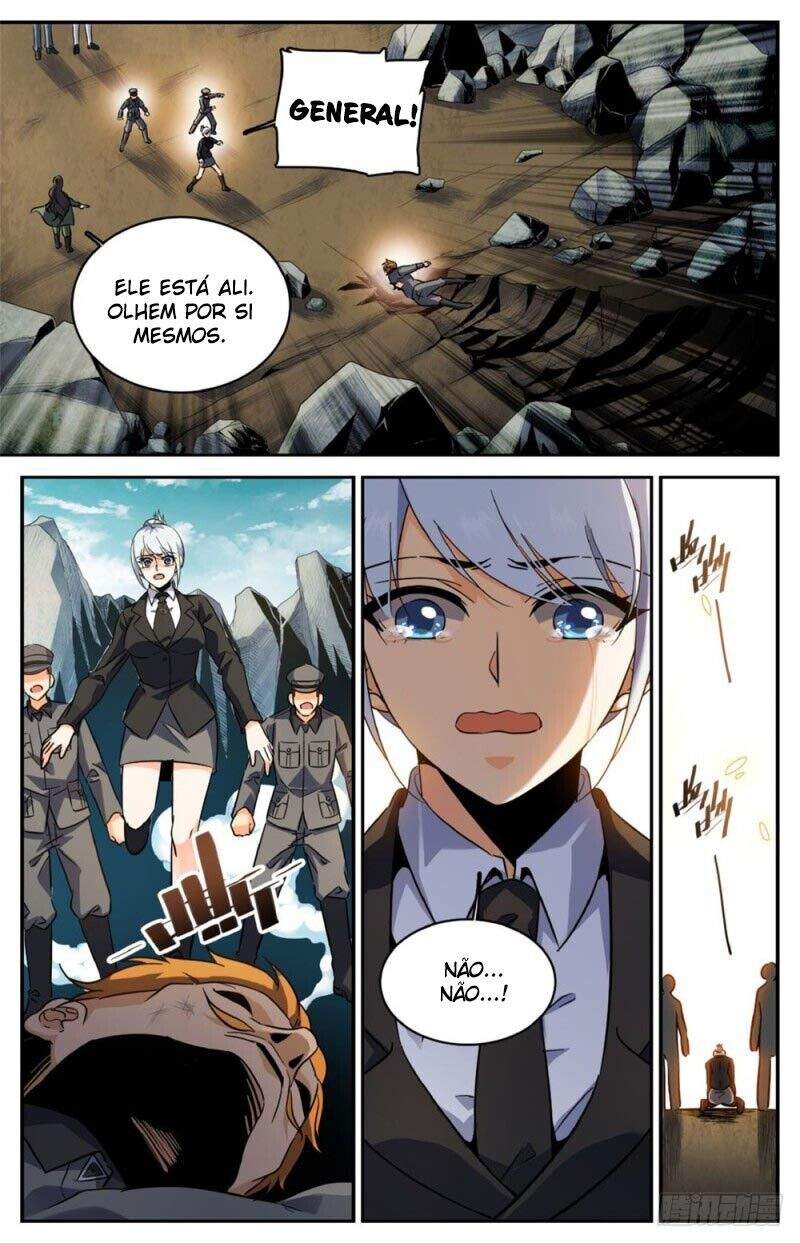 GENERAL!
ELE ESTÁ ALI.
OLHEM POR SI
MESMOS.
NÃO...
NÃO...!